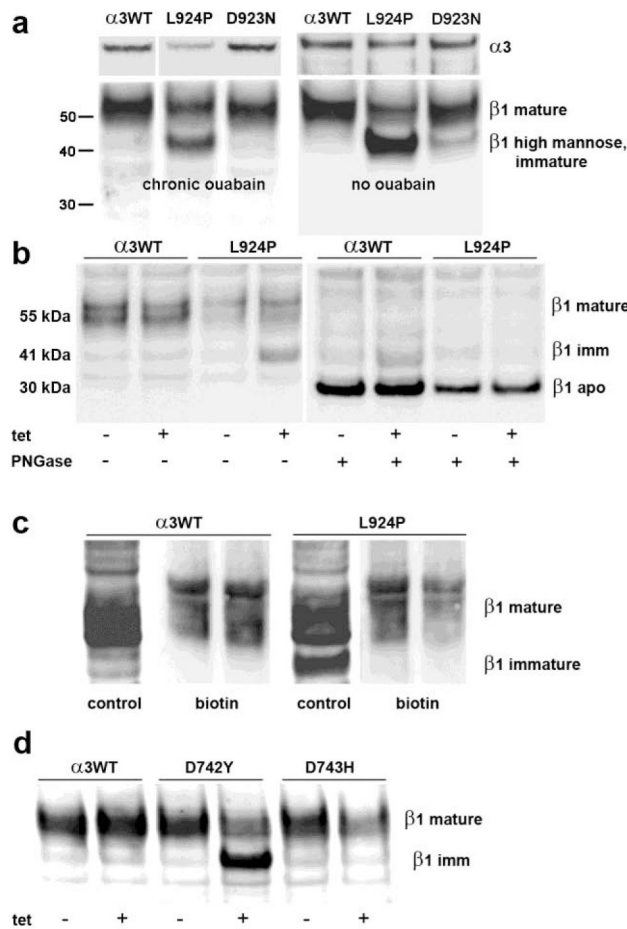 a
α3WT L924P D923N α3WT L924P D923N
α3
50
β1 mature
40
β1 high mannose,
immature
chronic ouabain no ouabain
30
b
α3WT L924P α3WT L924P
β1 mature
55 kDa
41 kDa
β1 imm
30 kDa
β1 apo
tet - + - + - + - +
PNGase - - - - + + + +
c
α3WT L924P
β1 mature
β1 immature
control biotin control biotin
d
α3WT D742Y D743H
β1 mature
β1 imm
tet - + - + - +